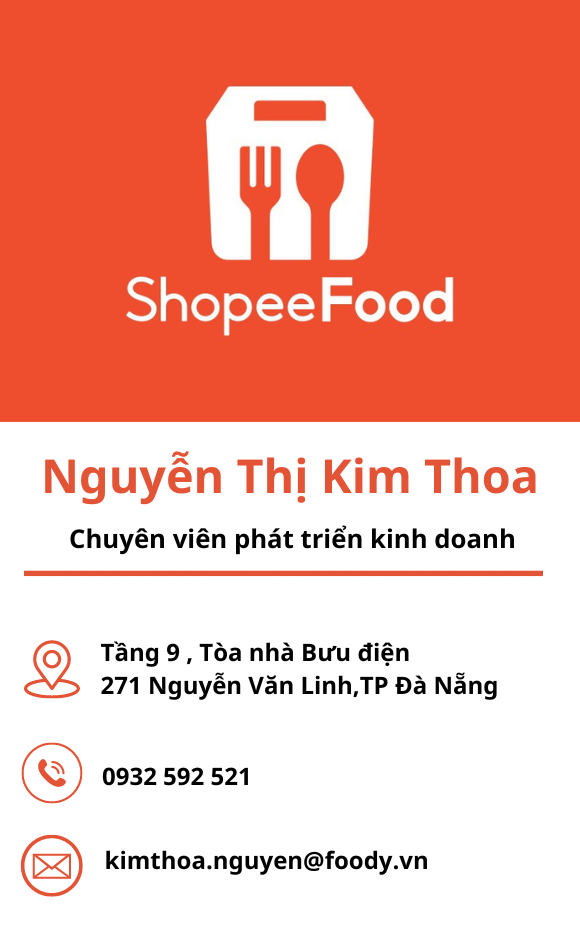 ShopeeFood
Nguyễn Thị Kim Thoa
Chuyên viên phát triển kinh doanh
Tầng 9 , Tòa nhà Bưu điện
271 Nguyễn Văn Linh,TP Đà Nẵng
0932 592 521
kimthoa.nguyen@foody.vn